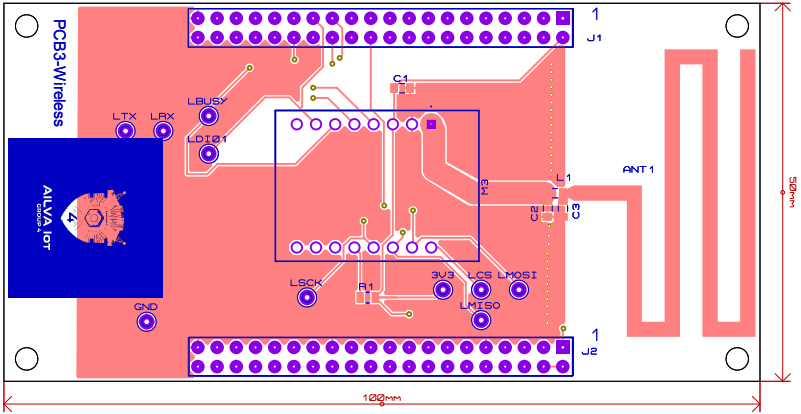 PCB3-Wireless
1
J1
C1
LBUSY
LTX
LRX
LDIO1
M3
L1
ANT1
C2
C3
50mm
AILVA IoT
GROUP 4
4
LSCK
R1
3V3
LCS
LMOSI
LMISO
GND
1
J2
100mm